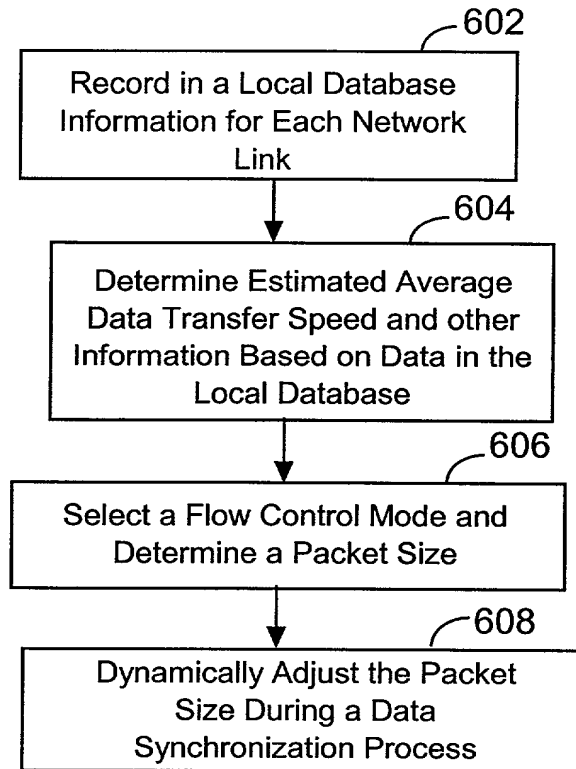 602
Record in a Local Database
Information for Each Network
Link
604
Determine Estimated Average
Data Transfer Speed and other
Information Based on Data in the
Local Database
606
Select a Flow Control Mode and
Determine a Packet Size
608
Dynamically Adjust the Packet
Size During a Data
Synchronization Process